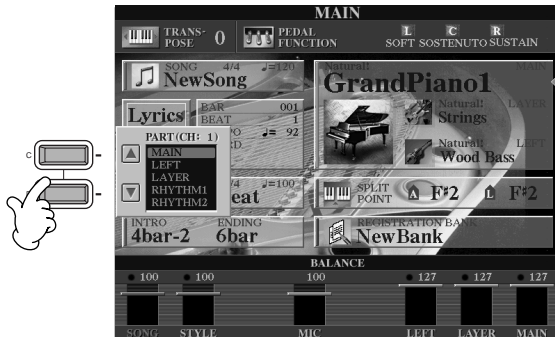 MAIN
TRANS-
POSE 0
PEDAL
FUNCTION
L C R
SOFT SOSTENUTO SUSTAIN
SONG 4/4 ♩=120
NewSong
Natural! MAIN
GrandPiano1
Lyrics
BAR 001
BEAT 1
♩= 92
Natural! LAYER
Strings
Natural! LEFT
Wood Bass
C
PART(CH: 1)
MAIN
LEFT
LAYER
RHYTHM1
RHYTHM2
/4 ♩=100
eat
SPLIT
POINT A F♯2 L F♯2
INTRO ENDING
4bar-2 6bar
REGISTRATION BANK
NewBank
BALANCE
100 100 100 127 127 127
SONG STYLE MIC LEFT LAYER MAIN